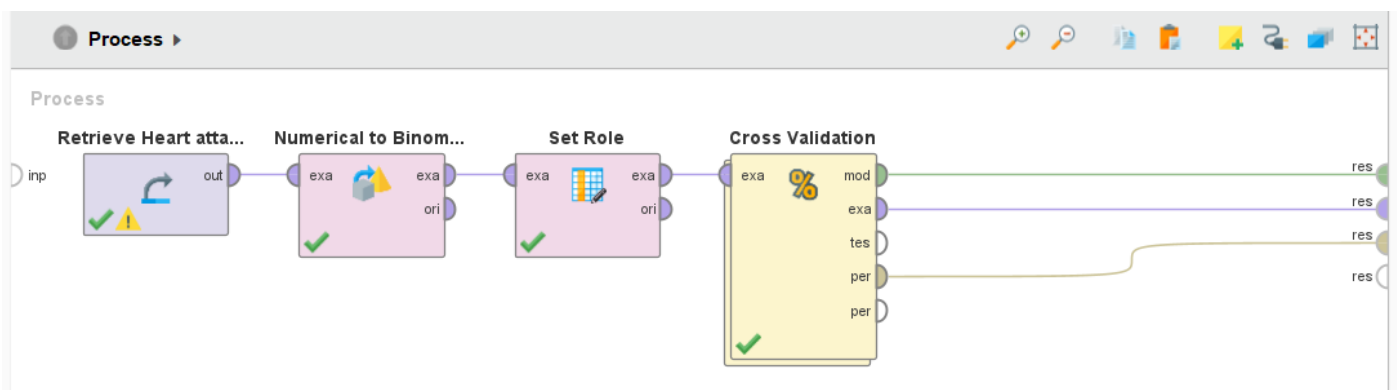 Process
Process
Retrieve Heart atta... Numerical to Binom... Set Role Cross Validation
inp out exa exa exa exa exa mod res
ori ori exa res
tes res
per res
per